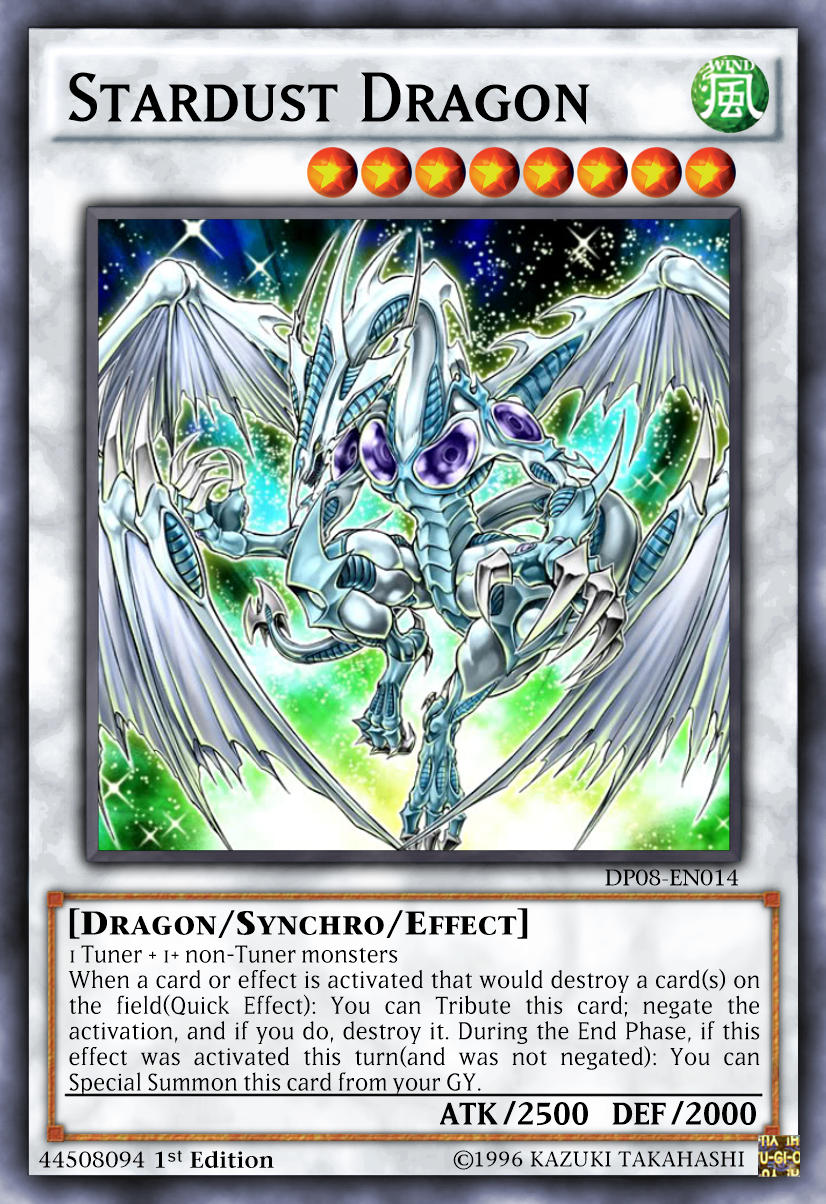 Stardust Dragon
WIND
風
DP08-EN014
[Dragon/Synchro/Effect]
1 Tuner + 1+ non-Tuner monsters
When a card or effect is activated that would destroy a card(s) on
the field(Quick Effect): You can Tribute this card; negate the
activation, and if you do, destroy it. During the End Phase, if this
effect was activated this turn(and was not negated): You can
Special Summon this card from your GY.
ATK/2500 DEF/2000
44508094 1st Edition ©1996 KAZUKI TAKAHASHI